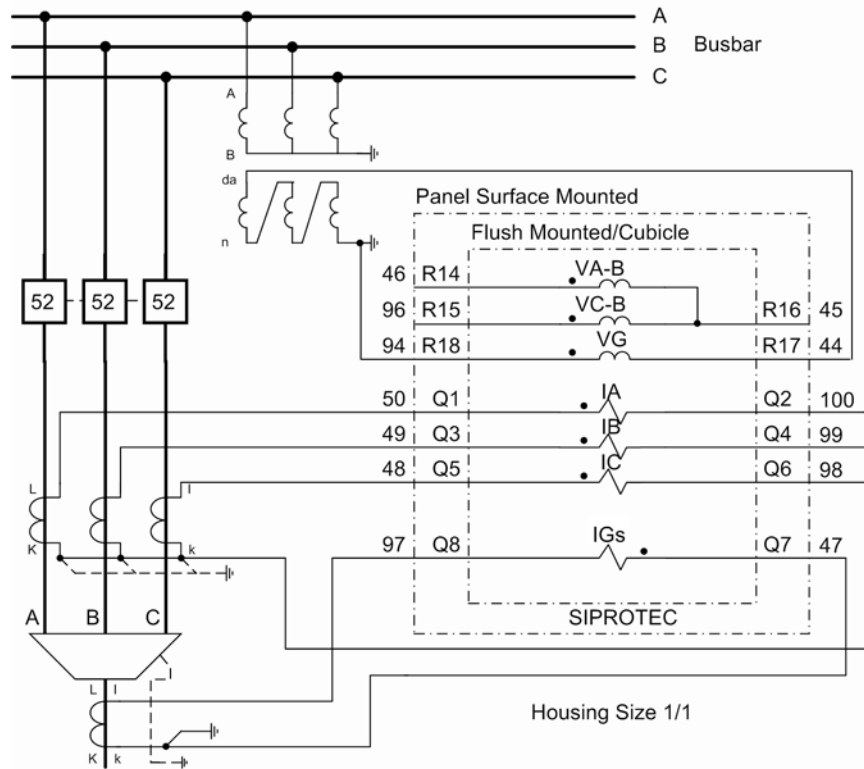 A
B Busbar
C
A
B
da
n
Panel Surface Mounted
Flush Mounted/Cubicle
46 R14 VA-B
96 R15 VC-B R16 45
94 R18 VG R17 44
52 52 52
50 Q1 IA Q2 100
49 Q3 IB Q4 99
48 Q5 IC Q6 98
L l
K k
97 Q8 IGs Q7 47
A B C
SIPROTEC
L l
Housing Size 1/1
K k